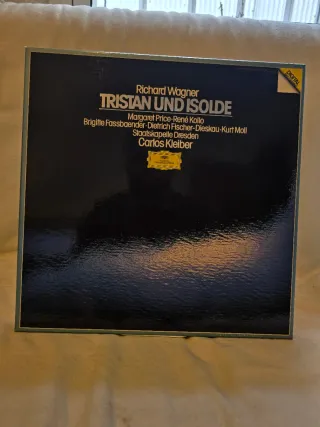 DIGITAL
Richard Wagner
TRISTAN UND ISOLDE
Margaret Price·René Kollo
Brigitte Fassbaender·Dietrich Fischer-Dieskau·Kurt Moll
Staatskapelle Dresden
Carlos Kleiber